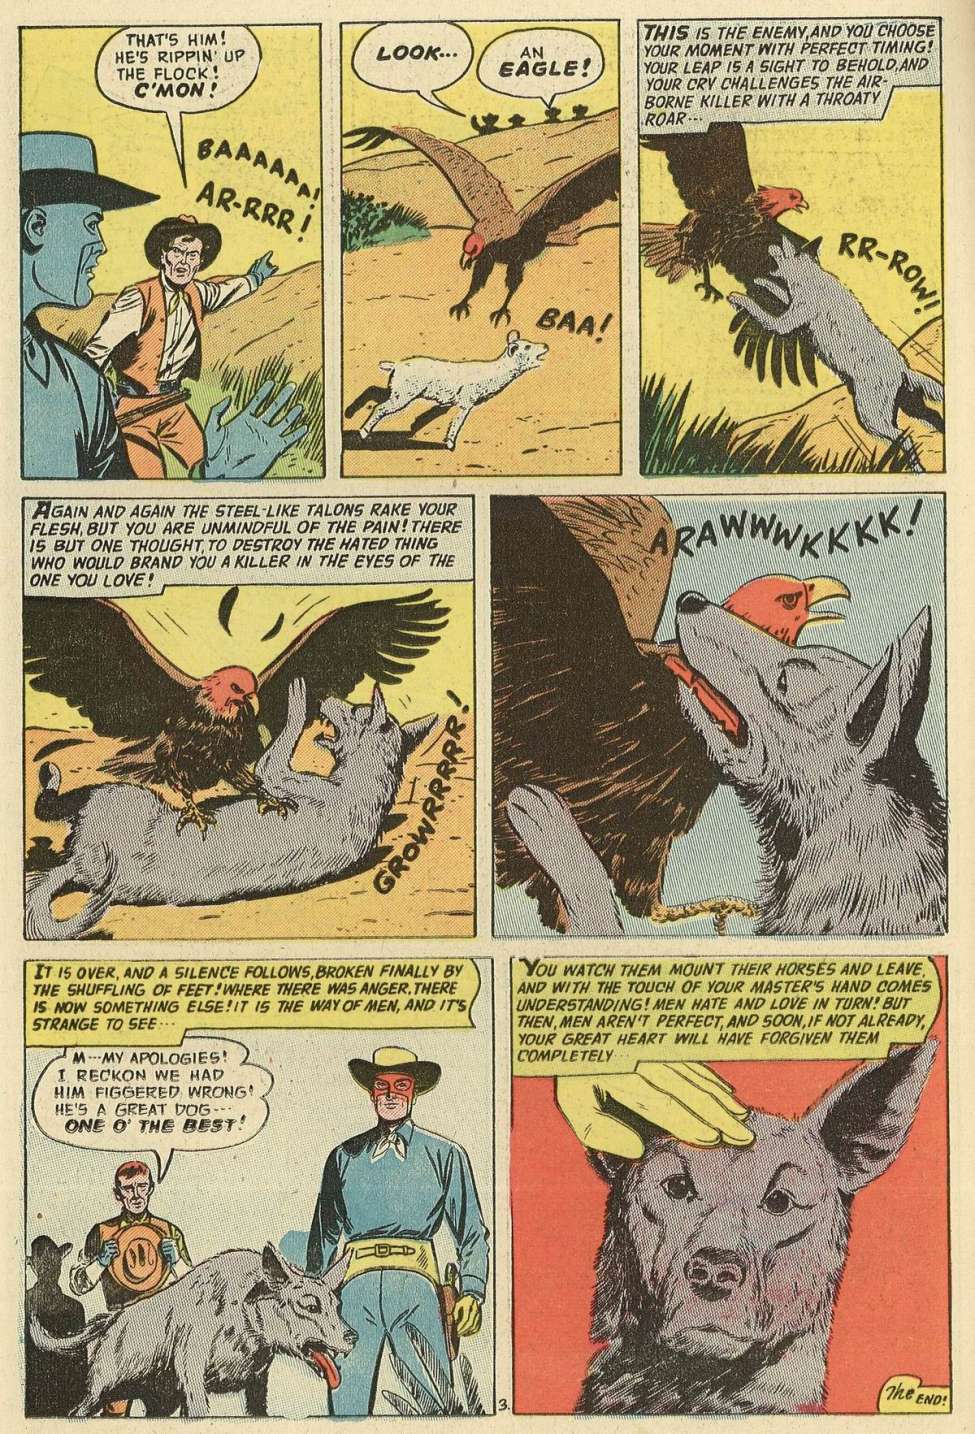 THAT'S HIM!
HE'S RIPPIN' UP
THE FLOCK!
C'MON!
BAAAAAA!
AR-RRR!
LOOK...
AN
EAGLE!
BAA!
THIS IS THE ENEMY, AND YOU CHOOSE
YOUR MOMENT WITH PERFECT TIMING!
YOUR LEAP IS A SIGHT TO BEHOLD, AND
YOUR CRY CHALLENGES THE AIR-
BORNE KILLER WITH A THROATY
ROAR...
RR-ROW!
AGAIN AND AGAIN THE STEEL-LIKE TALONS RAKE YOUR
FLESH, BUT YOU ARE UNMINDFUL OF THE PAIN! THERE
IS BUT ONE THOUGHT, TO DESTROY THE HATED THING
WHO WOULD BRAND YOU A KILLER IN THE EYES OF THE
ONE YOU LOVE!
GROWRRRRR!
ARAWWWWKKKK!
IT IS OVER, AND A SILENCE FOLLOWS, BROKEN FINALLY BY
THE SHUFFLING OF FEET! WHERE THERE WAS ANGER, THERE
IS NOW SOMETHING ELSE! IT IS THE WAY OF MEN, AND IT'S
STRANGE TO SEE...
M--MY APOLOGIES!
I RECKON WE HAD
HIM FIGGERED WRONG!
HE'S A GREAT DOG---
ONE O' THE BEST!
3.
YOU WATCH THEM MOUNT THEIR HORSES AND LEAVE,
AND WITH THE TOUCH OF YOUR MASTER'S HAND COMES
UNDERSTANDING! MEN HATE AND LOVE IN TURN! BUT
THEN, MEN AREN'T PERFECT, AND SOON, IF NOT ALREADY,
YOUR GREAT HEART WILL HAVE FORGIVEN THEM
COMPLETELY...
The END!